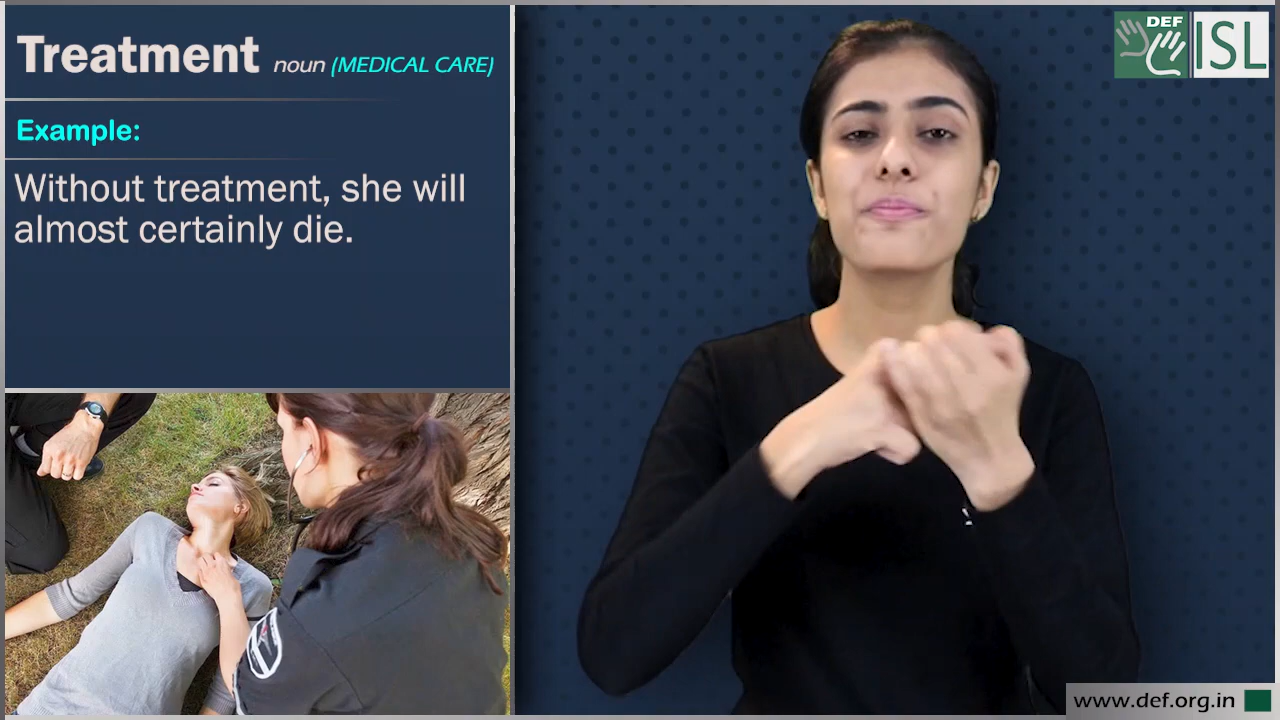 Treatment noun (MEDICAL CARE)
Example:
Without treatment, she will
almost certainly die.
DEF
ISL
www.def.org.in